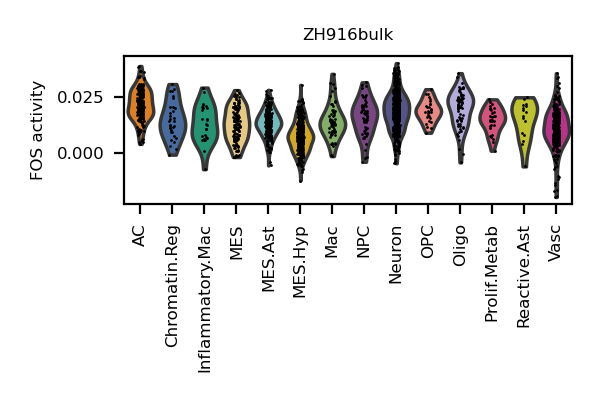 ZH916bulk
FOS activity
0.025
0.000
AC
Chromatin.Reg
Inflammatory.Mac
MES
MES.Ast
MES.Hyp
Mac
NPC
Neuron
OPC
Oligo
Prolif.Metab
Reactive.Ast
Vasc